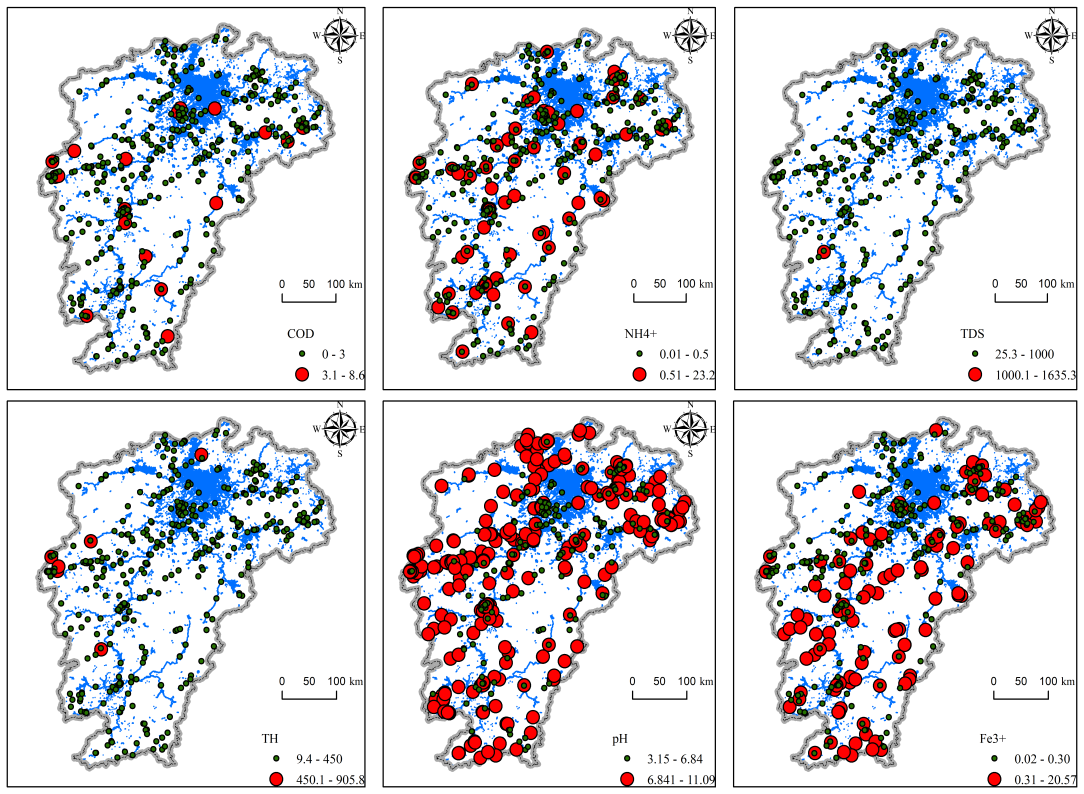 N
W E
S
0 50 100 km
COD
0 - 3
3.1 - 8.6
N
W E
S
0 50 100 km
NH4+
0.01 - 0.5
0.51 - 23.2
N
W E
S
0 50 100 km
TDS
25.3 - 1000
1000.1 - 1635.3
N
W E
S
0 50 100 km
TH
9.4 - 450
450.1 - 905.8
N
W E
S
0 50 100 km
pH
3.15 - 6.84
6.841 - 11.09
N
W E
S
0 50 100 km
Fe3+
0.02 - 0.30
0.31 - 20.57